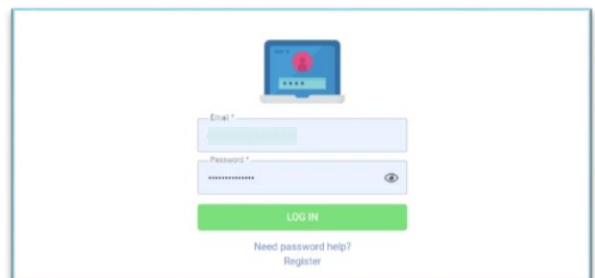 Email *
Password *
••••••••••••••
LOG IN
Need password help?
Register